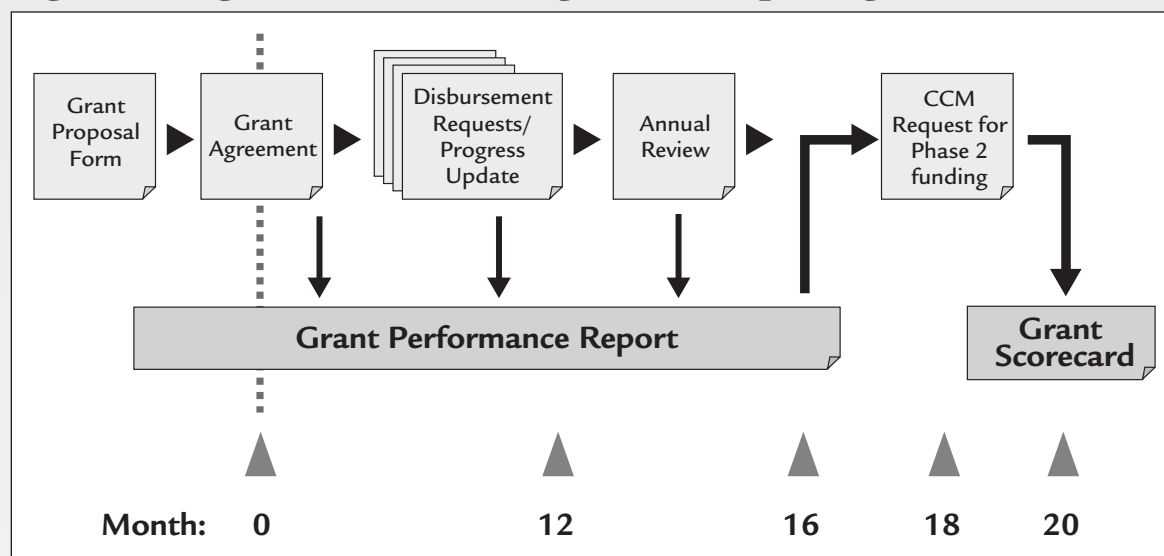 Grant
Proposal
Form
Grant
Agreement
Disbursement
Requests/
Progress
Update
Annual
Review
CCM
Request for
Phase 2
funding
Grant Performance Report
Grant
Scorecard
Month: 0 12 16 18 20